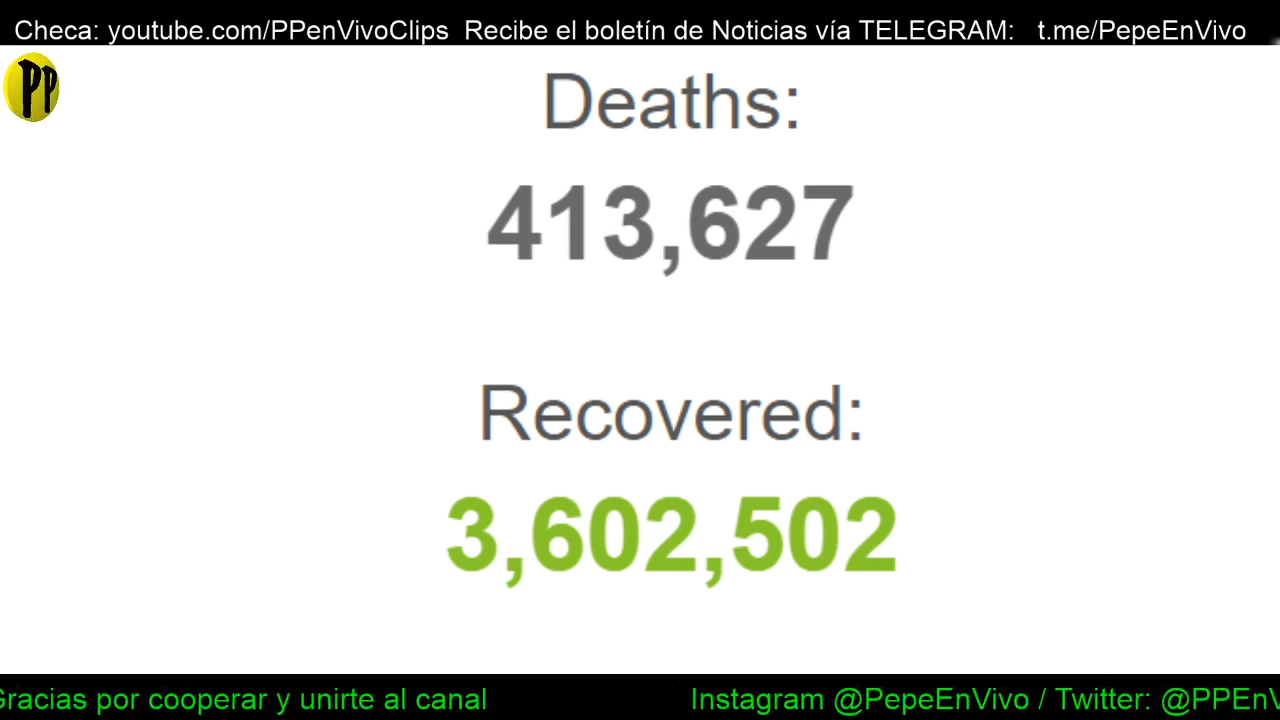 Checa: youtube.com/PPenVivoClips Recibe el boletín de Noticias vía TELEGRAM: t.me/PepeEnVivo
PP
Deaths:
413,627
Recovered:
3,602,502
Gracias por cooperar y unirte al canal Instagram @PepeEnVivo / Twitter: @PPEnV